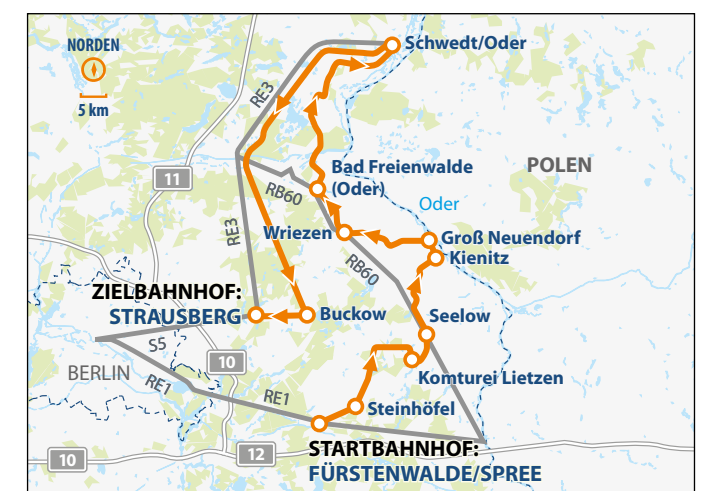 NORDEN
5 km
Schwedt/Oder
RE3
11
Bad Freienwalde
(Oder)
POLEN
RB60
Oder
RE3
Wriezen
Groß Neuendorf
Kienitz
RB60
ZIELBAHNHOF:
STRAUSBERG
Buckow
Seelow
S5
10
BERLIN
RE1
Komturei Lietzen
RE1
Steinhöfel
STARTBAHNHOF:
FÜRSTENWALDE/SPREE
10
12